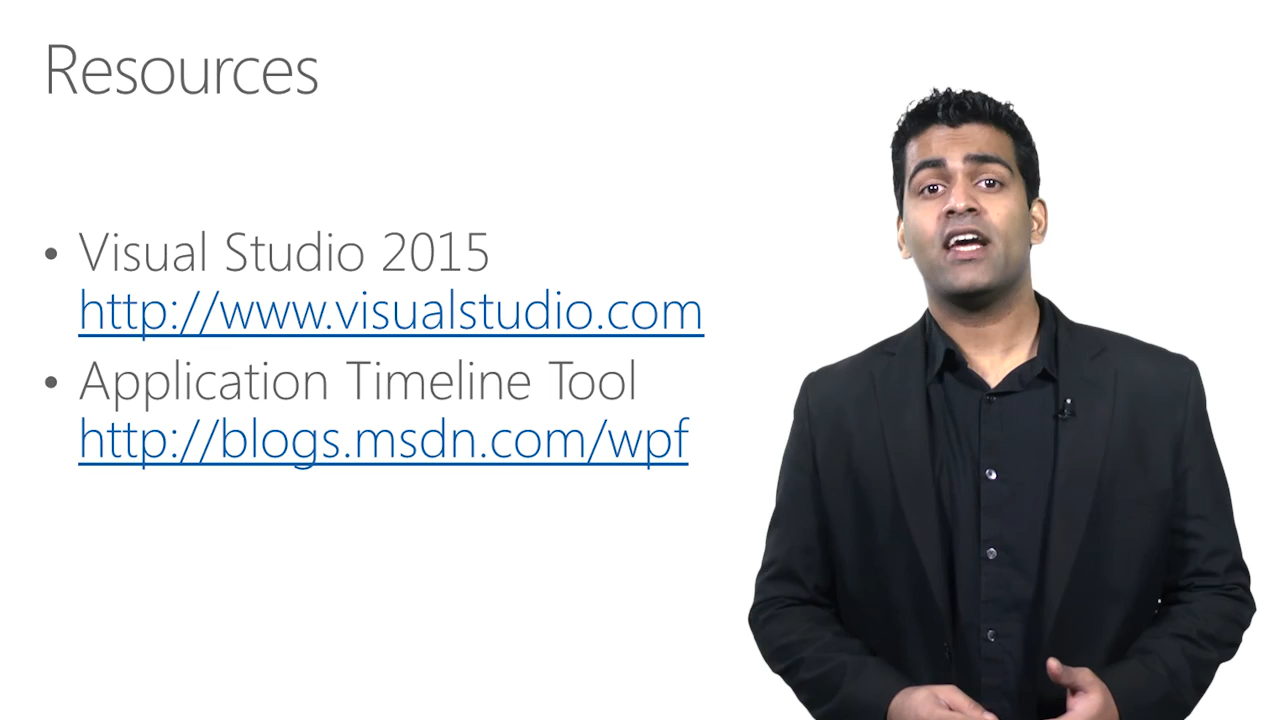 Resources
• Visual Studio 2015
http://www.visualstudio.com
• Application Timeline Tool
http://blogs.msdn.com/wpf